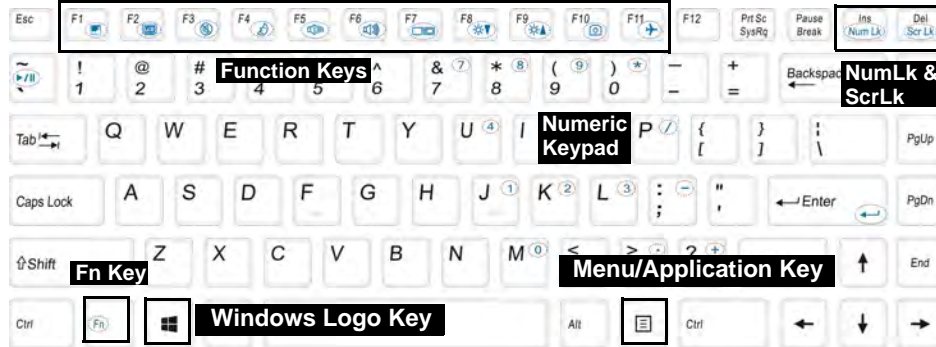 Esc F1 F2 F3 F4 F5 F6 F7 F8 F9 F10 F11 F12 Prt Sc SysRq Pause Break Ins Num Lk Del Scr Lk
~ ` ! 1 @ 2 # 3 Function Keys 4 5 ^ 6 & 7 7 * 8 8 ( 9 9 ) 0 * _ - + = Backspac NumLk & ScrLk
Tab Q W E R T Y U 4 I Numeric Keypad P / { [ } ] ¦ \ PgUp
Caps Lock A S D F G H J 1 K 2 L 3 : ; - " ' Enter PgDn
Shift Fn Key Z X C V B N M 0 < > . ? + Menu/Application Key End
Ctrl Fn Windows Logo Key Alt Ctrl